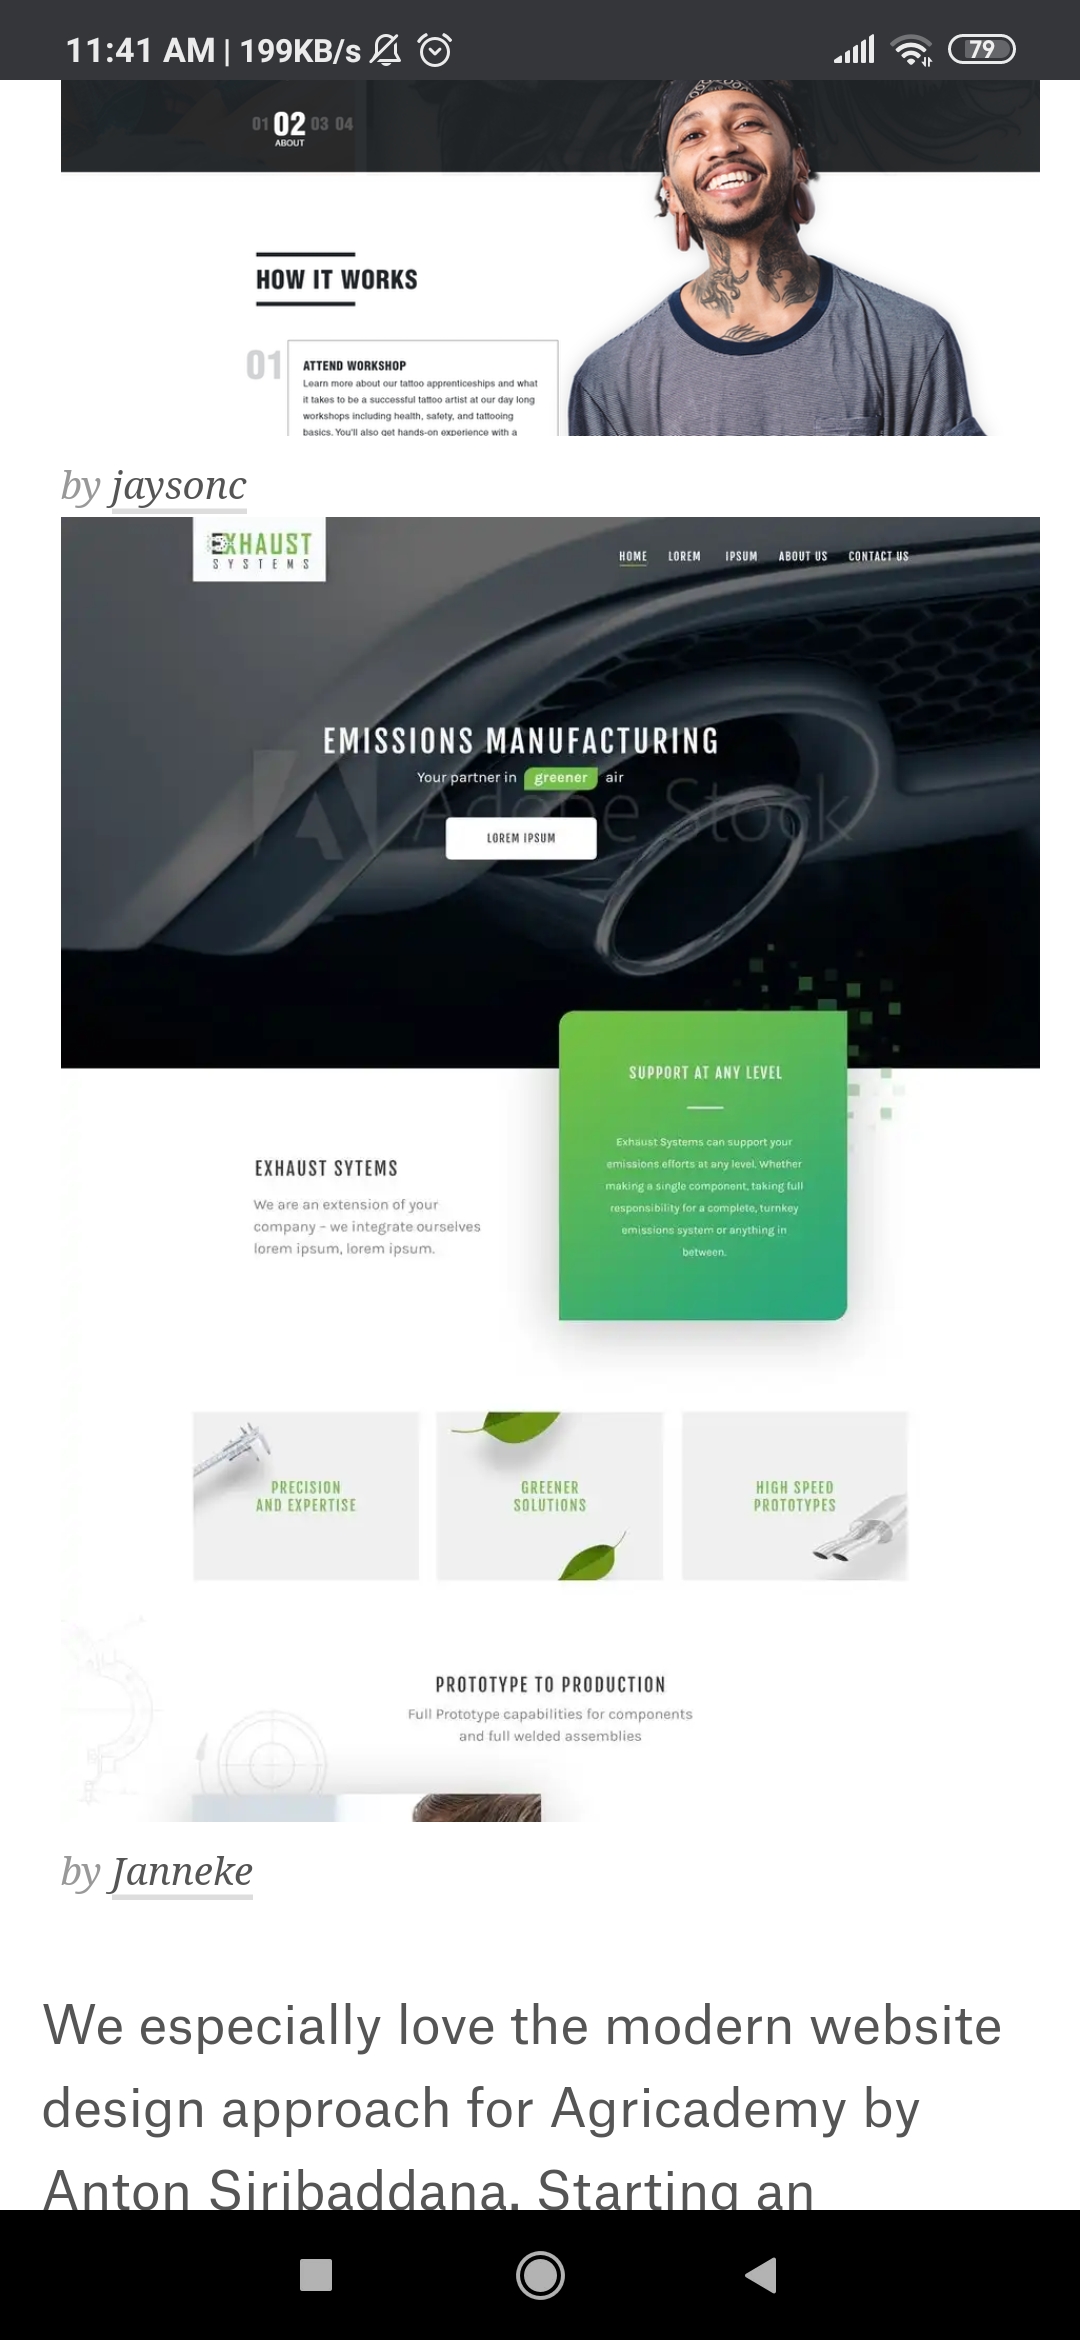 11:41 AM | 199KB/s
79
01 02 03 04
ABOUT
HOW IT WORKS
01
ATTEND WORKSHOP
Learn more about our tattoo apprenticeships and what
it takes to be a successful tattoo artist at our day long
workshops including health, safety, and tattooing
basics. You'll also get hands-on experience with a
by jaysonc
EXHAUST
SYSTEMS
HOME LOREM IPSUM ABOUT US CONTACT US
EMISSIONS MANUFACTURING
Your partner in greener air
Adobe Stock
LOREM IPSUM
SUPPORT AT ANY LEVEL
Exhaust Systems can support your
emissions efforts at any level. Whether
making a single component, taking full
responsibility for a complete, turnkey
emissions system or anything in
between.
EXHAUST SYTEMS
We are an extension of your
company – we integrate ourselves
lorem ipsum, lorem ipsum.
PRECISION
AND EXPERTISE
GREENER
SOLUTIONS
HIGH SPEED
PROTOTYPES
PROTOTYPE TO PRODUCTION
Full Prototype capabilities for components
and full welded assemblies
by Janneke
We especially love the modern website
design approach for Agricademy by
Anton Siribaddana. Starting an